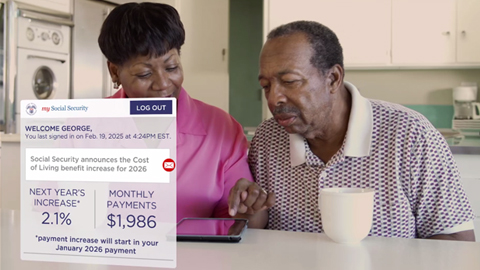 my Social Security
LOG OUT
WELCOME GEORGE,
You last signed in on Feb. 19, 2025 at 4:24PM EST.
Social Security announces the Cost
of Living benefit increase for 2026
NEXT YEAR'S
INCREASE*
2.1%
MONTHLY
PAYMENTS
$1,986
*payment increase will start in your
January 2026 payment